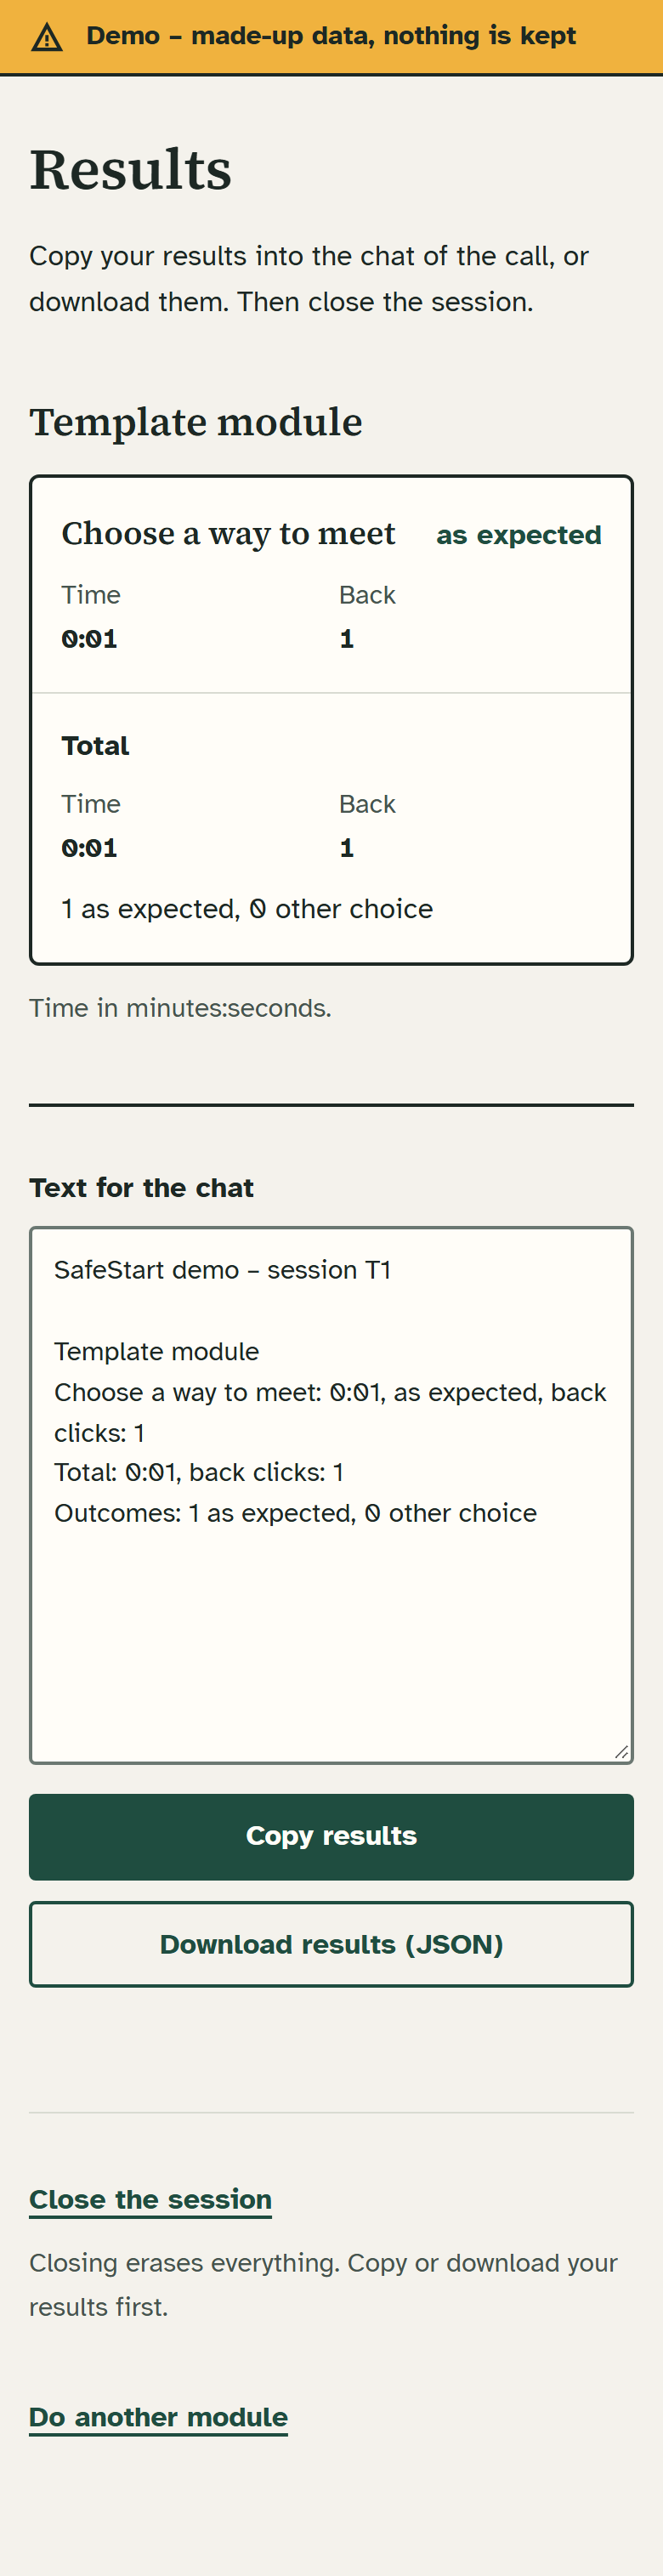 Demo – made-up data, nothing is kept
Results
Copy your results into the chat of the call, or
download them. Then close the session.
Template module
Choose a way to meet as expected
Time Back
0:01 1
Total
Time Back
0:01 1
1 as expected, 0 other choice
Time in minutes:seconds.
Text for the chat
SafeStart demo – session T1
Template module
Choose a way to meet: 0:01, as expected, back
clicks: 1
Total: 0:01, back clicks: 1
Outcomes: 1 as expected, 0 other choice
Copy results
Download results (JSON)
Close the session
Closing erases everything. Copy or download your
results first.
Do another module